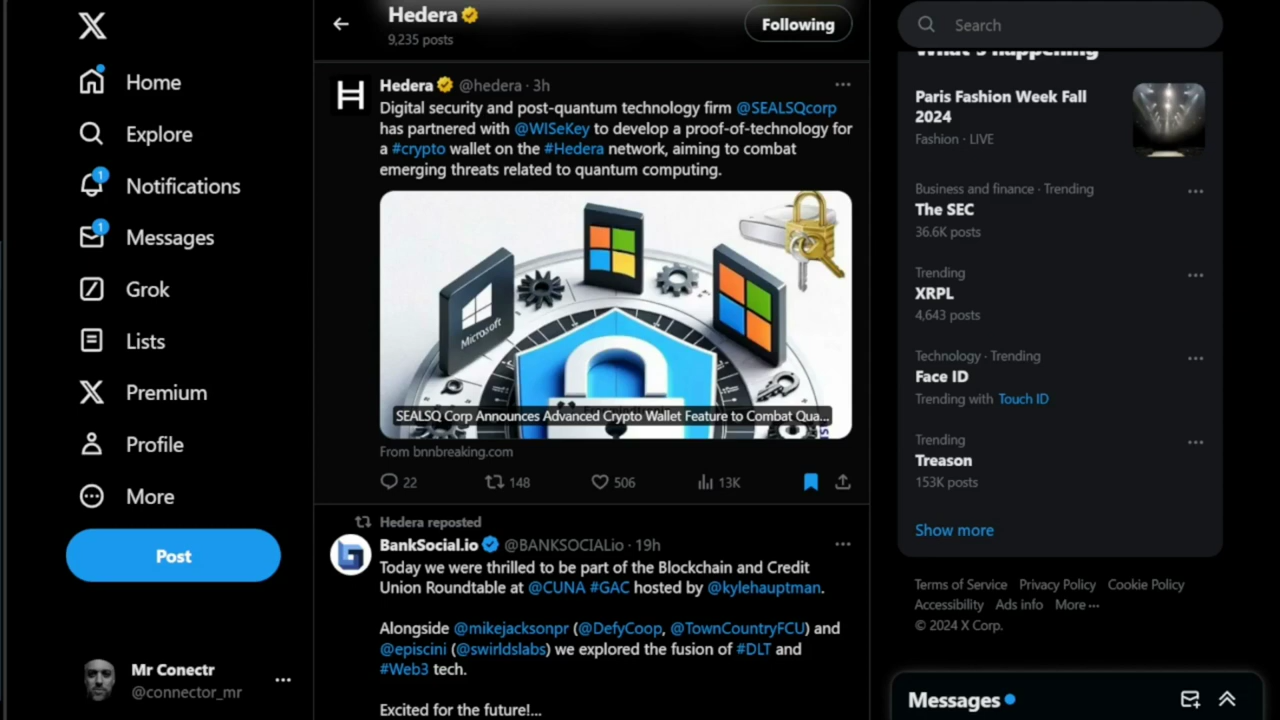 Home
Explore
1
Notifications
1
Messages
Grok
Lists
Premium
Profile
More
Post
Mr Conectr
@connector_mr
Hedera
9,235 posts
Following
Hedera @hedera · 3h
Digital security and post-quantum technology firm @SEALSQcorp
has partnered with @WISeKey to develop a proof-of-technology for
a #crypto wallet on the #Hedera network, aiming to combat
emerging threats related to quantum computing.
Microsoft
SEALSQ Corp Announces Advanced Crypto Wallet Feature to Combat Qua...
From bnnbreaking.com
22 148 506 13K
Hedera reposted
BankSocial.io @BANKSOCIALio · 19h
Today we were thrilled to be part of the Blockchain and Credit
Union Roundtable at @CUNA #GAC hosted by @kylehauptman.
Alongside @mikejacksonpr (@DefyCoop, @TownCountryFCU) and
@episcini (@swirldslabs) we explored the fusion of #DLT and
#Web3 tech.
Excited for the future!...
Search
What's happening
Paris Fashion Week Fall
2024
Fashion · LIVE
Business and finance · Trending
The SEC
36.6K posts
Trending
XRPL
4,643 posts
Technology · Trending
Face ID
Trending with Touch ID
Trending
Treason
153K posts
Show more
Terms of Service Privacy Policy Cookie Policy
Accessibility Ads info More ···
© 2024 X Corp.
Messages